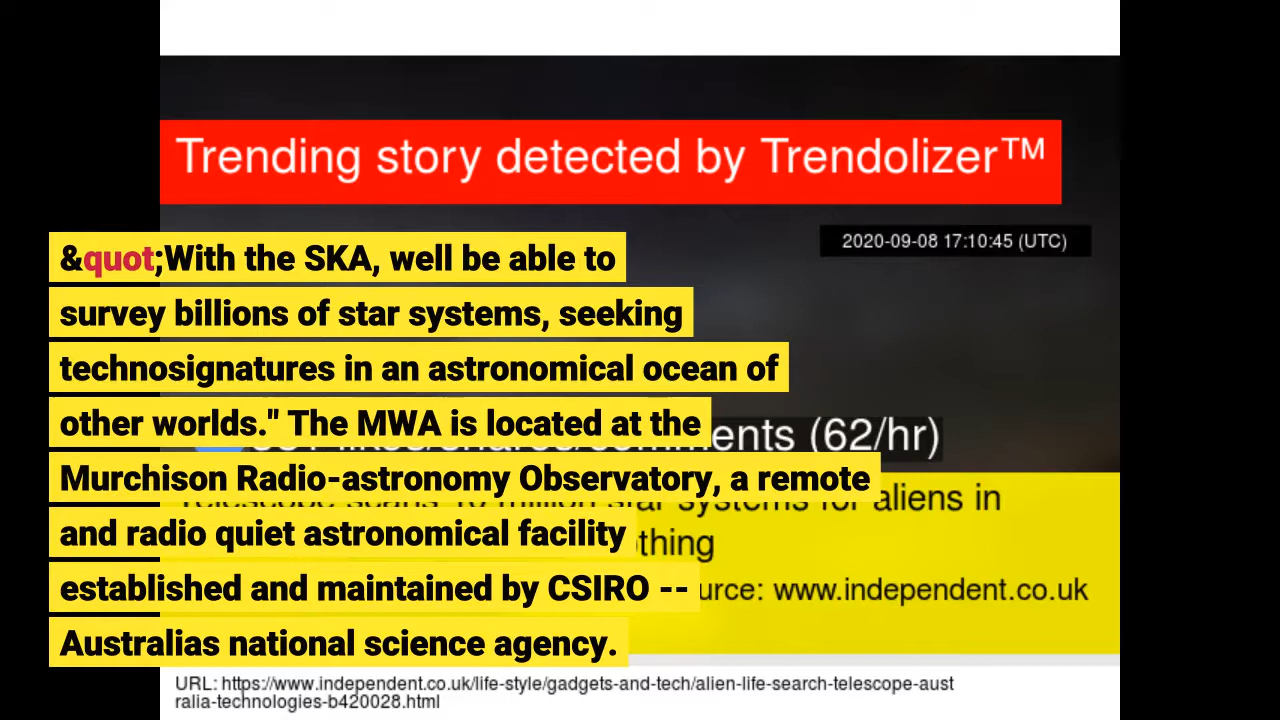 Trending story detected by Trendolizer™
2020-09-08 17:10:45 (UTC)
&quot;With the SKA, well be able to
survey billions of star systems, seeking
technosignatures in an astronomical ocean of
other worlds." The MWA is located at the
Murchison Radio-astronomy Observatory, a remote
and radio quiet astronomical facility
established and maintained by CSIRO --
Australias national science agency.
(62/hr)
systems for aliens in
source: www.independent.co.uk
URL: https://www.independent.co.uk/life-style/gadgets-and-tech/alien-life-search-telescope-aust
ralia-technologies-b420028.html